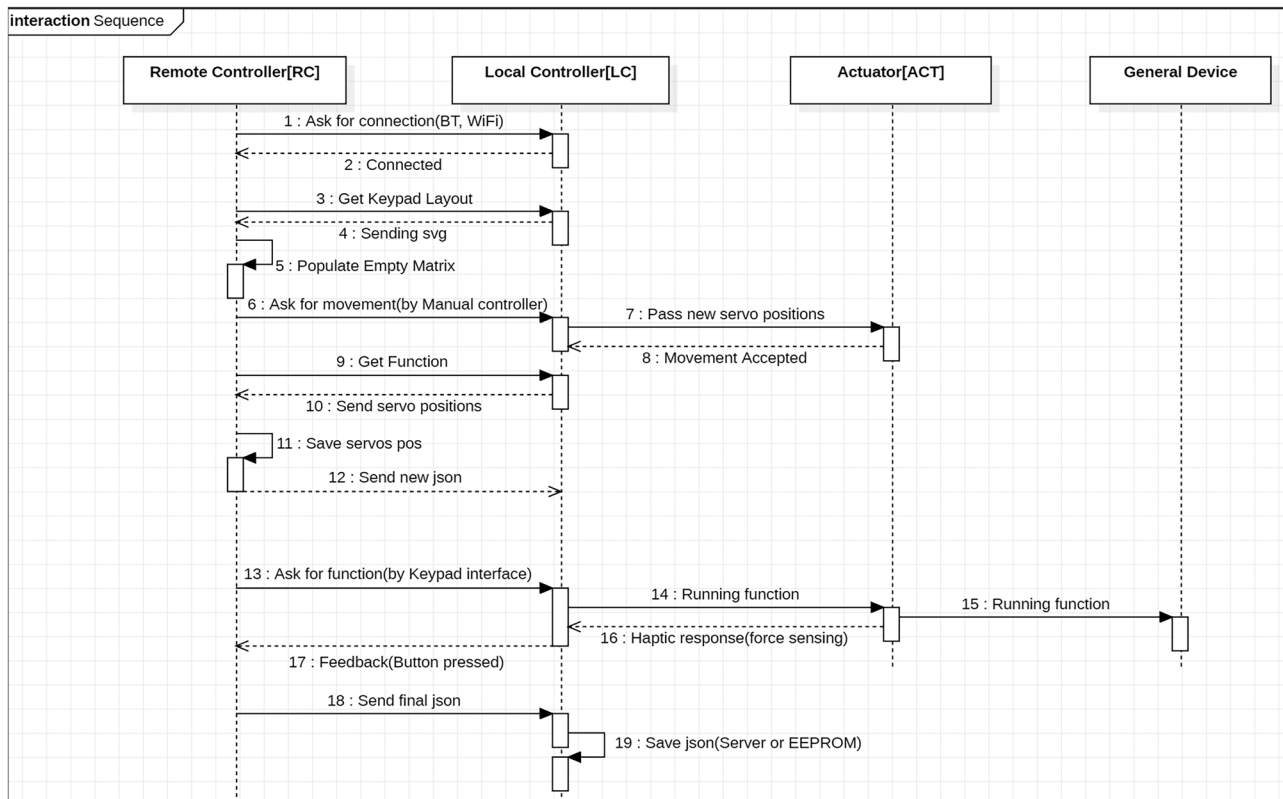 interaction Sequence
Remote Controller[RC]
Local Controller[LC]
Actuator[ACT]
General Device
1 : Ask for connection(BT, WiFi)
2 : Connected
3 : Get Keypad Layout
4 : Sending svg
5 : Populate Empty Matrix
6 : Ask for movement(by Manual controller)
7 : Pass new servo positions
8 : Movement Accepted
9 : Get Function
10 : Send servo positions
11 : Save servos pos
12 : Send new json
13 : Ask for function(by Keypad interface)
14 : Running function
15 : Running function
16 : Haptic response(force sensing)
17 : Feedback(Button pressed)
18 : Send final json
19 : Save json(Server or EEPROM)